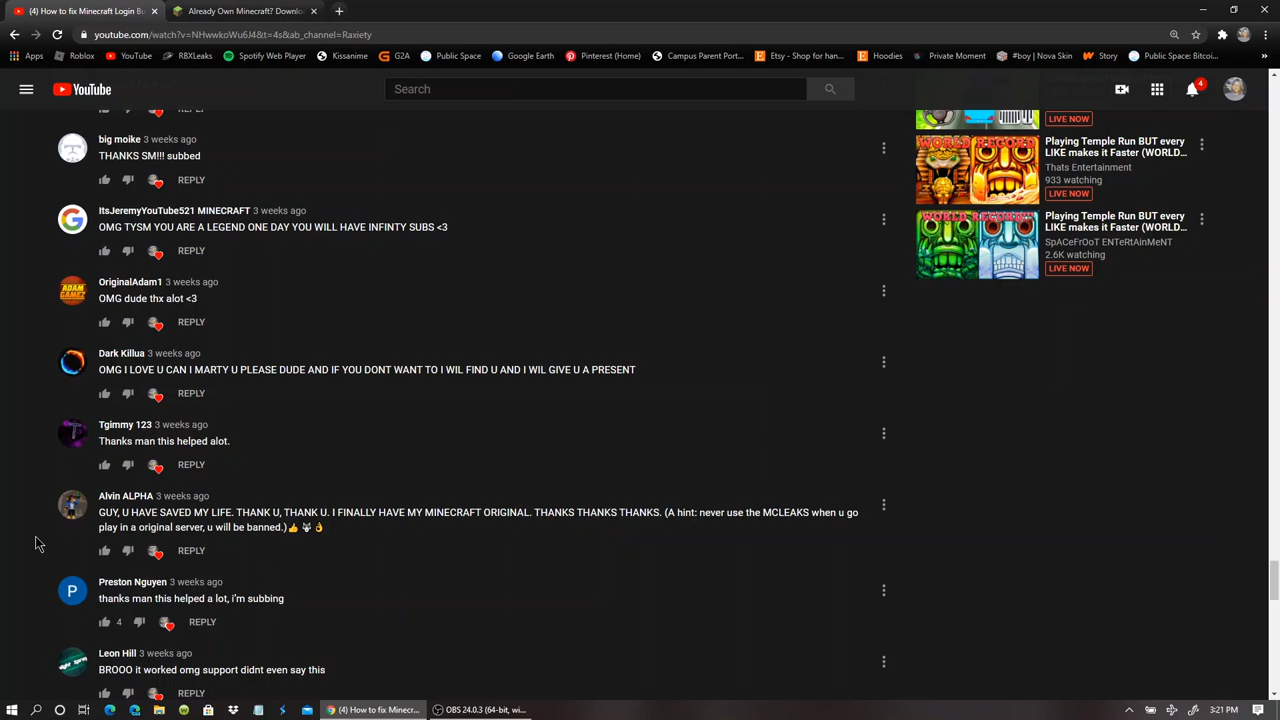 (4) How to fix Minecraft Login Bu
Already Own Minecraft? Downlo
youtube.com/watch?v=NHwwkoWu6J4&t=4s&ab_channel=Raxiety
Apps
Roblox
YouTube
RBXLeaks
Spotify Web Player
Kissanime
G2A
Public Space
Google Earth
Pinterest (Home)
Campus Parent Port...
Etsy - Shop for han...
Hoodies
Private Moment
#boy | Nova Skin
Story
Public Space: Bitcoi...
YouTube
Search
4
REPLY
big moike 3 weeks ago
THANKS SM!!! subbed
REPLY
ItsJeremyYouTube521 MINECRAFT 3 weeks ago
OMG TYSM YOU ARE A LEGEND ONE DAY YOU WILL HAVE INFINTY SUBS <3
REPLY
OriginalAdam1 3 weeks ago
OMG dude thx alot <3
REPLY
Dark Killua 3 weeks ago
OMG I LOVE U CAN I MARTY U PLEASE DUDE AND IF YOU DONT WANT TO I WIL FIND U AND I WIL GIVE U A PRESENT
REPLY
Tgimmy 123 3 weeks ago
Thanks man this helped alot.
REPLY
Alvin ALPHA 3 weeks ago
GUY, U HAVE SAVED MY LIFE. THANK U, THANK U. I FINALLY HAVE MY MINECRAFT ORIGINAL. THANKS THANKS THANKS. (A hint: never use the MCLEAKS when u go
play in a original server, u will be banned.)👍🐺👌
REPLY
Preston Nguyen 3 weeks ago
thanks man this helped a lot, i'm subbing
4 REPLY
Leon Hill 3 weeks ago
BROOO it worked omg support didnt even say this
REPLY
LIVE NOW
WORLD RECORD
Playing Temple Run BUT every
LIKE makes it Faster (WORLD...
Thats Entertainment
933 watching
LIVE NOW
WORLD RECORD!!
Playing Temple Run BUT every
LIKE makes it Faster (WORLD...
SpACeFrOoT ENTeRtAinMeNT
2.6K watching
LIVE NOW
(4) How to fix Minecr...
OBS 24.0.3 (64-bit, wi...
3:21 PM